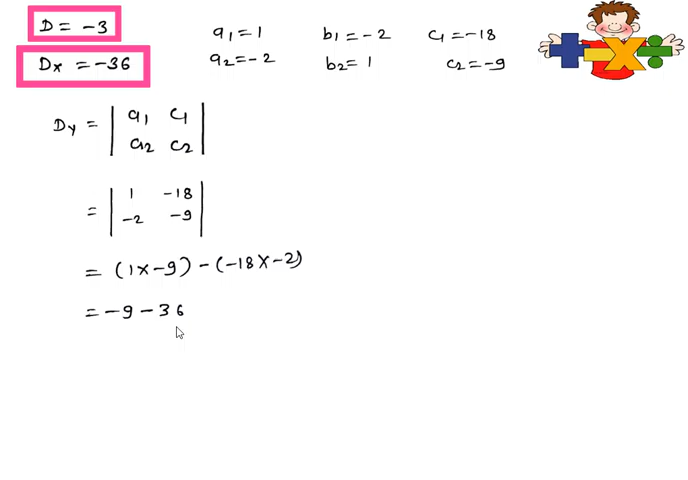 D = -3 a₁ = 1 b₁ = -2 c₁ = -18
Dx = -36 a₂ = -2 b₂ = 1 c₂ = -9
Dy = | a₁ c₁ |
| a₂ c₂ |
= | 1 -18 |
| -2 -9 |
= (1 × -9) - (-18 × -2)
= -9 - 36